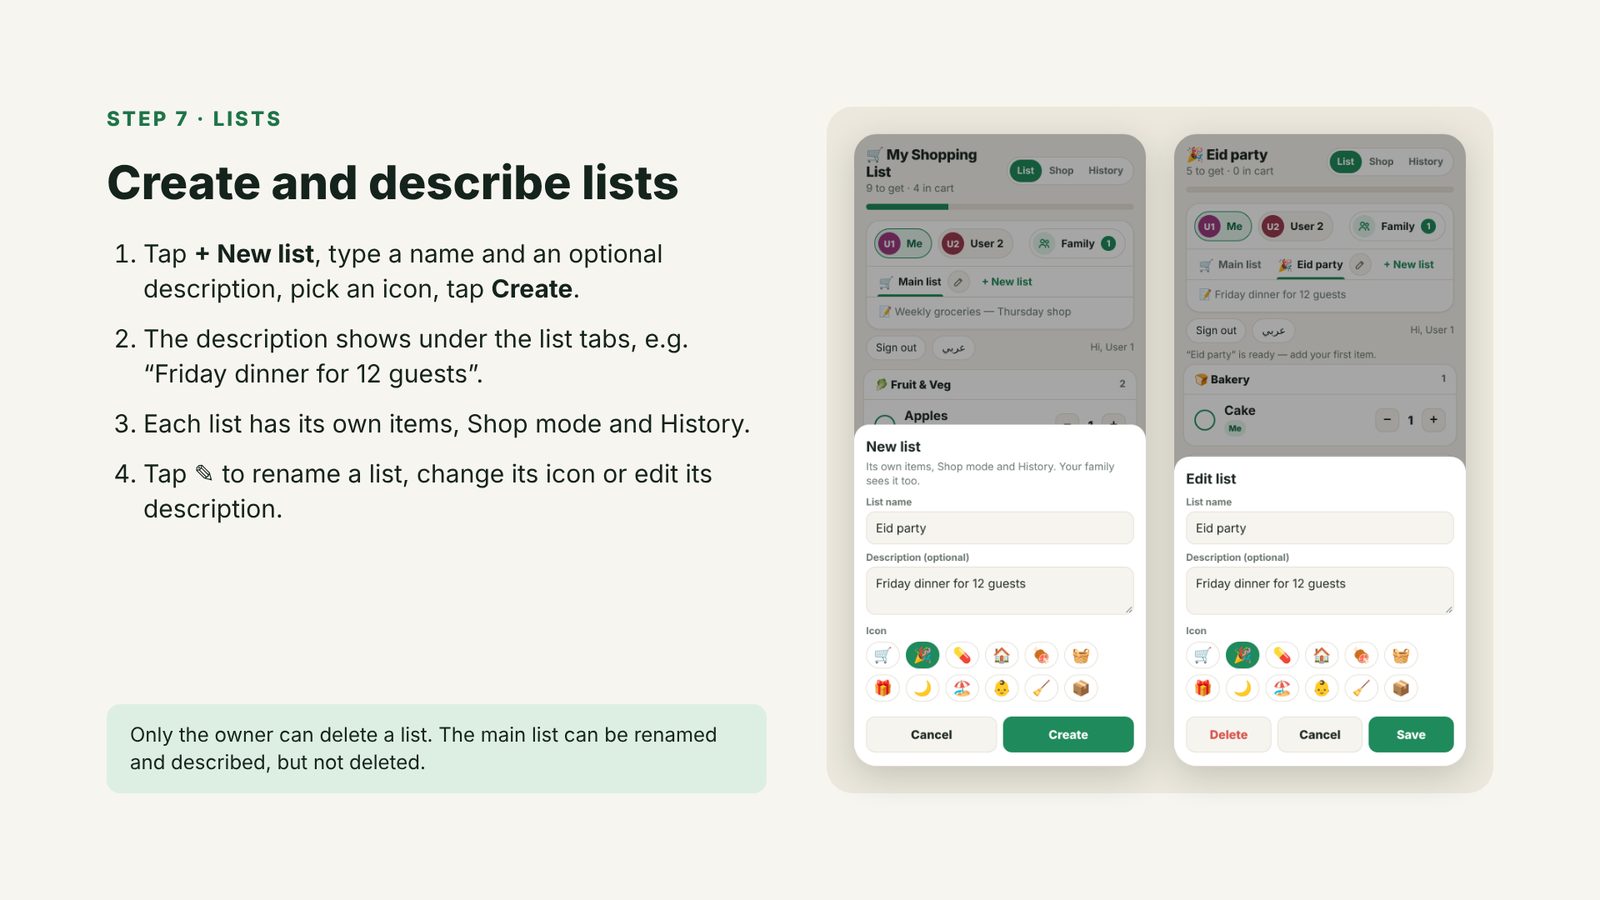 STEP 7 · LISTS
Create and describe lists
1. Tap + New list, type a name and an optional
description, pick an icon, tap Create.
2. The description shows under the list tabs, e.g.
“Friday dinner for 12 guests”.
3. Each list has its own items, Shop mode and History.
4. Tap ✎ to rename a list, change its icon or edit its
description.
Only the owner can delete a list. The main list can be renamed
and described, but not deleted.
🛒 My Shopping
List
9 to get · 4 in cart
List Shop History
U1 Me U2 User 2 Family 1
🛒 Main list + New list
📝 Weekly groceries — Thursday shop
Sign out عربي Hi, User 1
🥬 Fruit & Veg 2
Apples
− 1 +
New list
Its own items, Shop mode and History. Your family
sees it too.
List name
Eid party
Description (optional)
Friday dinner for 12 guests
Icon
Cancel Create
🎉 Eid party
5 to get · 0 in cart
List Shop History
U1 Me U2 User 2 Family 1
🛒 Main list 🎉 Eid party + New list
📝 Friday dinner for 12 guests
Sign out عربي Hi, User 1
“Eid party” is ready — add your first item.
🍞 Bakery 1
Cake
Me
− 1 +
Edit list
List name
Eid party
Description (optional)
Friday dinner for 12 guests
Icon
Delete Cancel Save